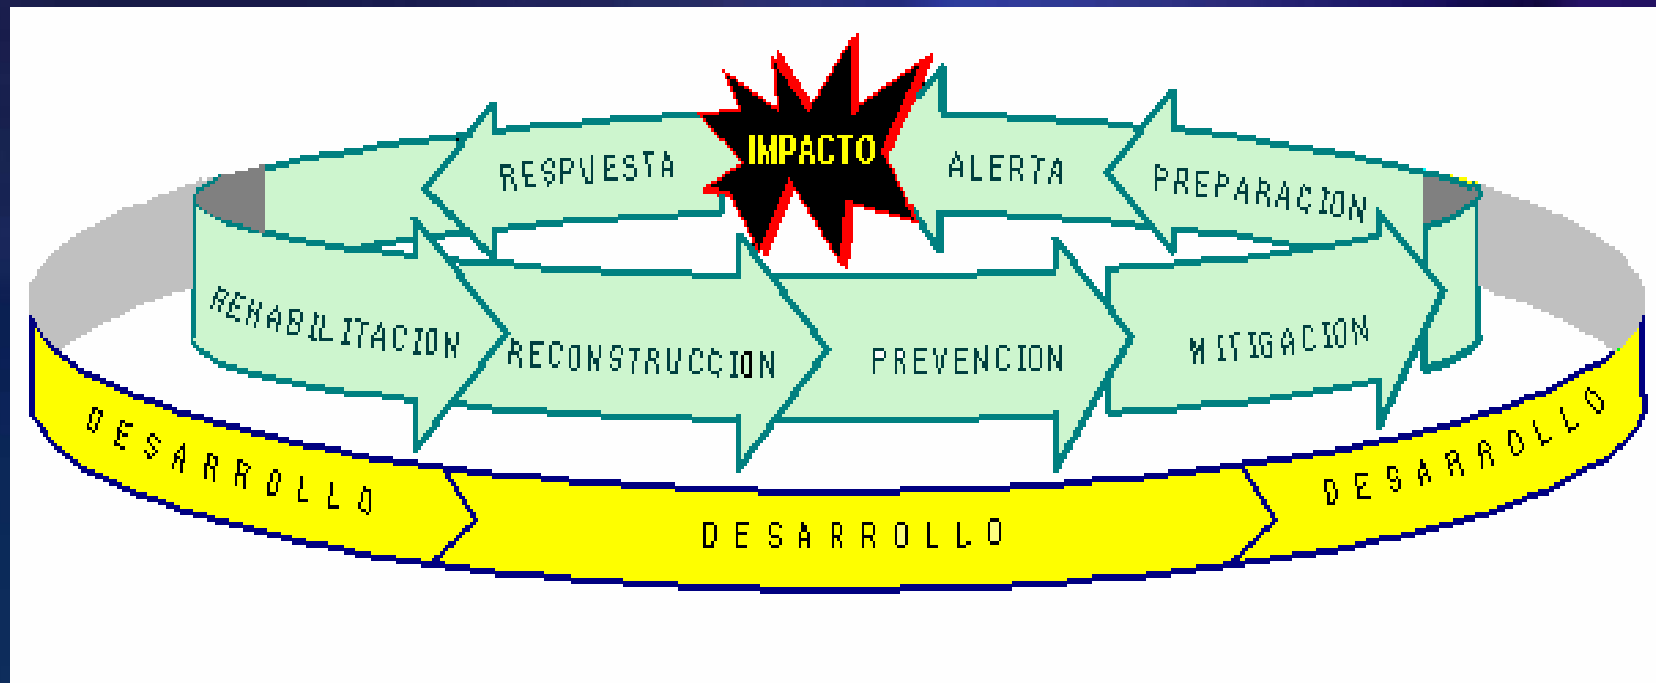 IMPACTO
RESPUESTA
ALERTA
PREPARACION
REHABILITACION
RECONSTRUCCION
PREVENCION
MITIGACION
DESARROLLO
DESARROLLO
DESARROLLO